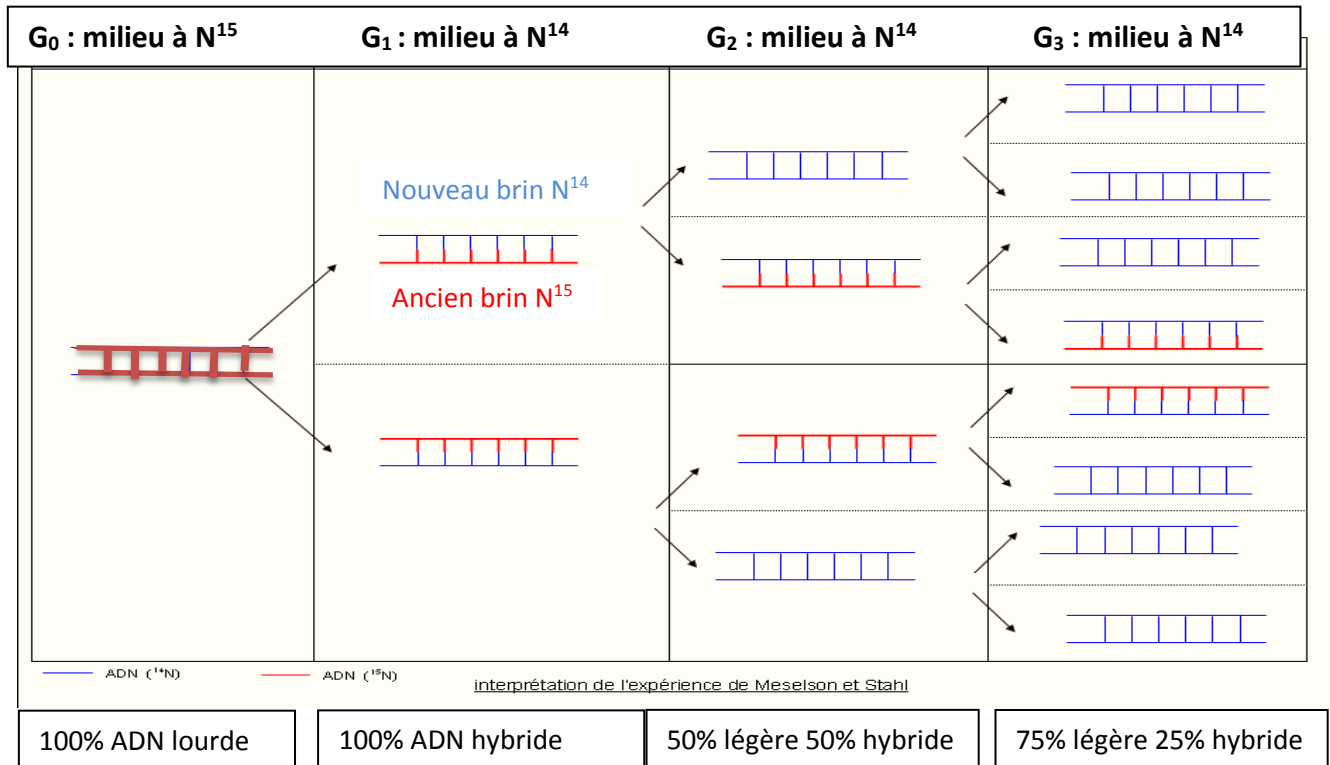 G₀ : milieu à N¹⁵ G₁ : milieu à N¹⁴ G₂ : milieu à N¹⁴ G₃ : milieu à N¹⁴
Nouveau brin N¹⁴
Ancien brin N¹⁵
ADN (¹⁴N) ADN (¹⁵N)
interprétation de l'expérience de Meselson et Stahl
100% ADN lourde 100% ADN hybride 50% légère 50% hybride 75% légère 25% hybride